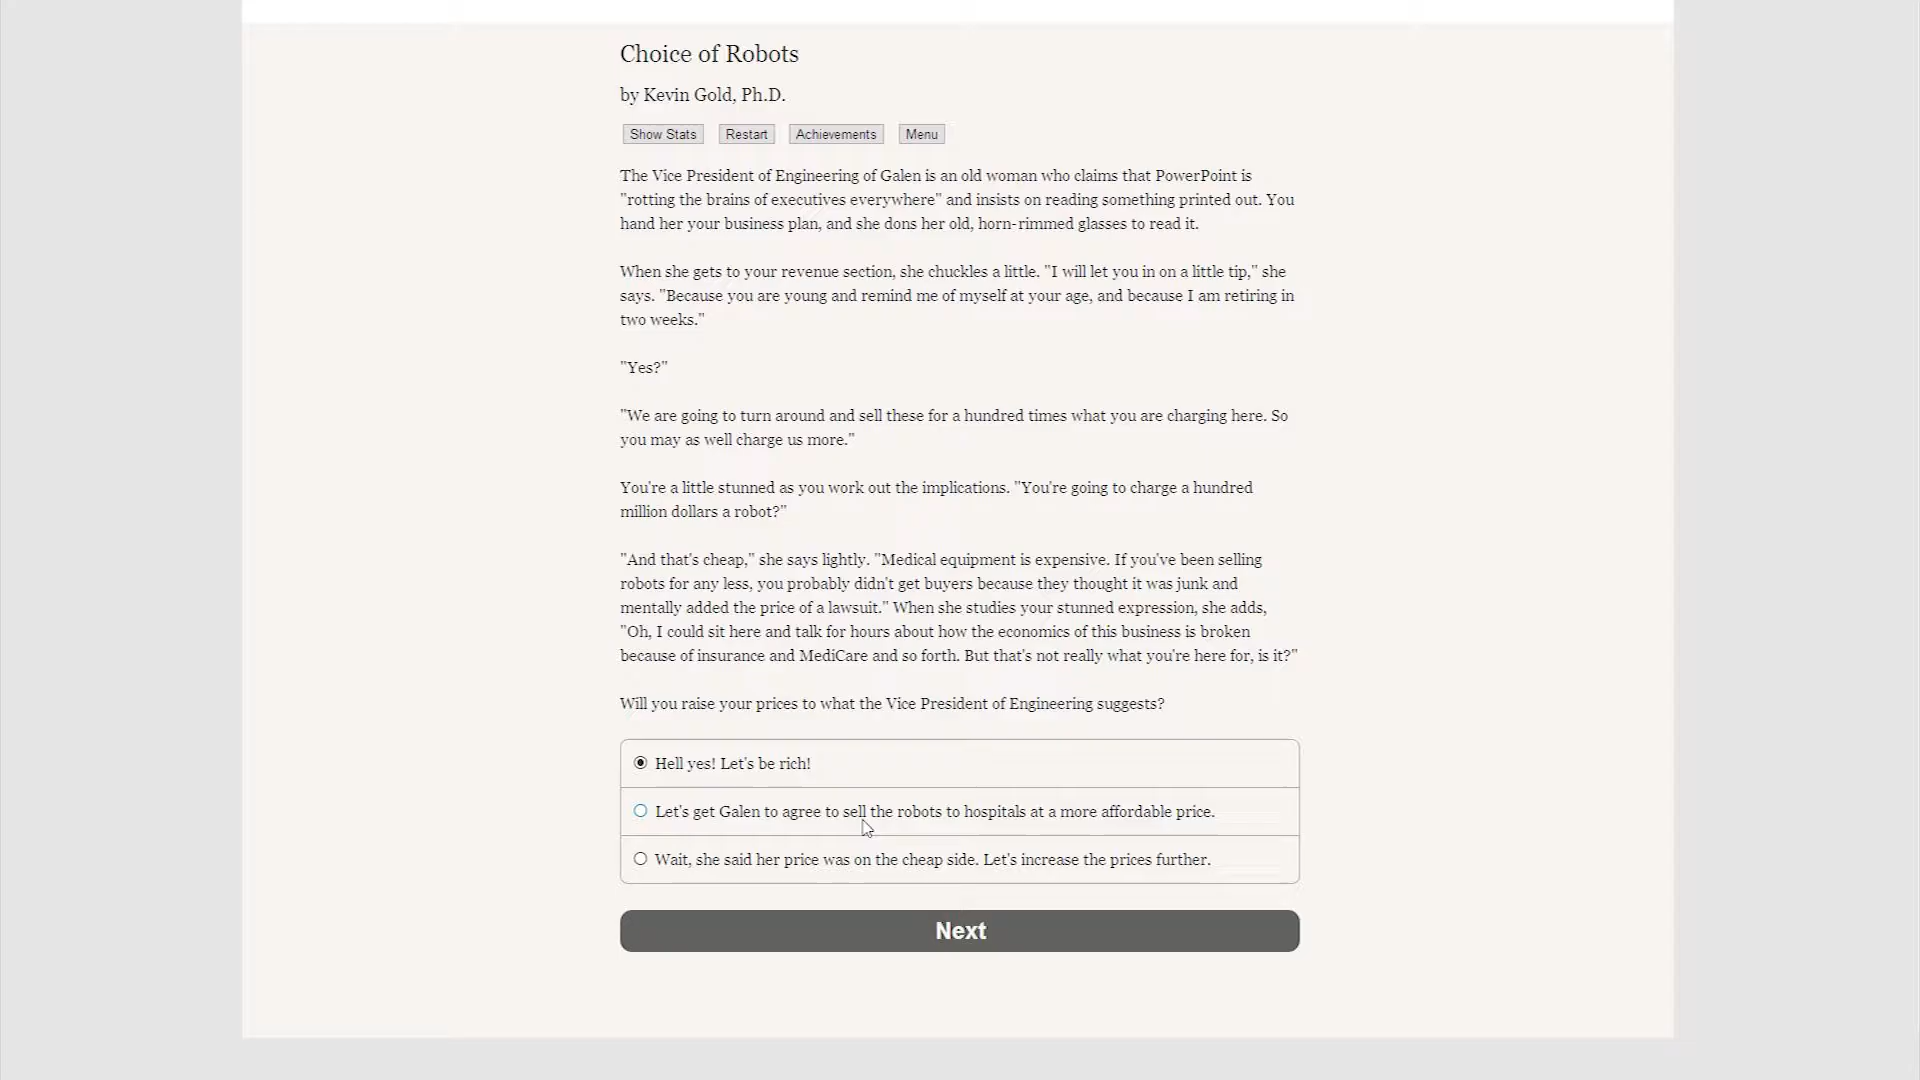 Choice of Robots
by Kevin Gold, Ph.D.
Show Stats Restart Achievements Menu
The Vice President of Engineering of Galen is an old woman who claims that PowerPoint is
"rotting the brains of executives everywhere" and insists on reading something printed out. You
hand her your business plan, and she dons her old, horn-rimmed glasses to read it.
When she gets to your revenue section, she chuckles a little. "I will let you in on a little tip," she
says. "Because you are young and remind me of myself at your age, and because I am retiring in
two weeks."
"Yes?"
"We are going to turn around and sell these for a hundred times what you are charging here. So
you may as well charge us more."
You're a little stunned as you work out the implications. "You're going to charge a hundred
million dollars a robot?"
"And that's cheap," she says lightly. "Medical equipment is expensive. If you've been selling
robots for any less, you probably didn't get buyers because they thought it was junk and
mentally added the price of a lawsuit." When she studies your stunned expression, she adds,
"Oh, I could sit here and talk for hours about how the economics of this business is broken
because of insurance and MediCare and so forth. But that's not really what you're here for, is it?"
Will you raise your prices to what the Vice President of Engineering suggests?
Hell yes! Let's be rich!
Let's get Galen to agree to sell the robots to hospitals at a more affordable price.
Wait, she said her price was on the cheap side. Let's increase the prices further.
Next